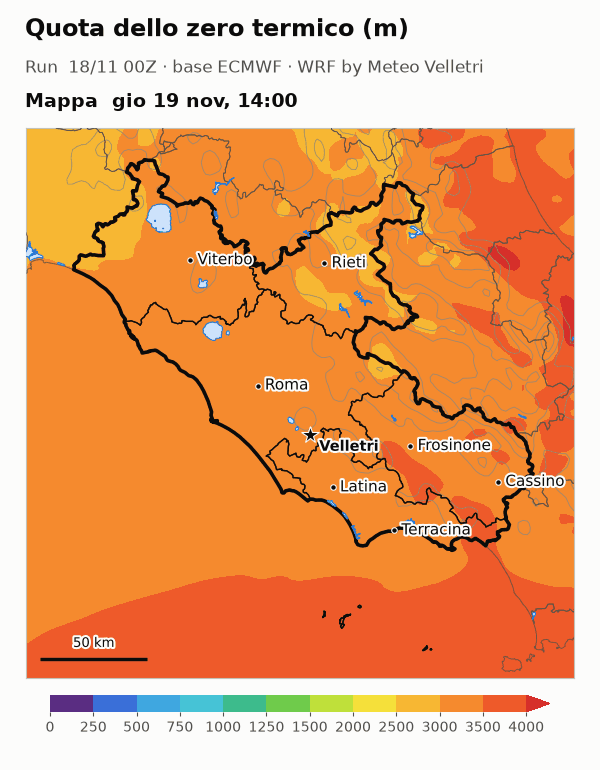 Quota dello zero termico (m)
Run  18/11 00Z · base ECMWF · WRF by Meteo Velletri
Mappa  gio 19 nov, 14:00
Viterbo
Rieti
Roma
Velletri
Frosinone
Latina
Cassino
Terracina
50 km
0 250 500 750 1000 1250 1500 2000 2500 3000 3500 4000